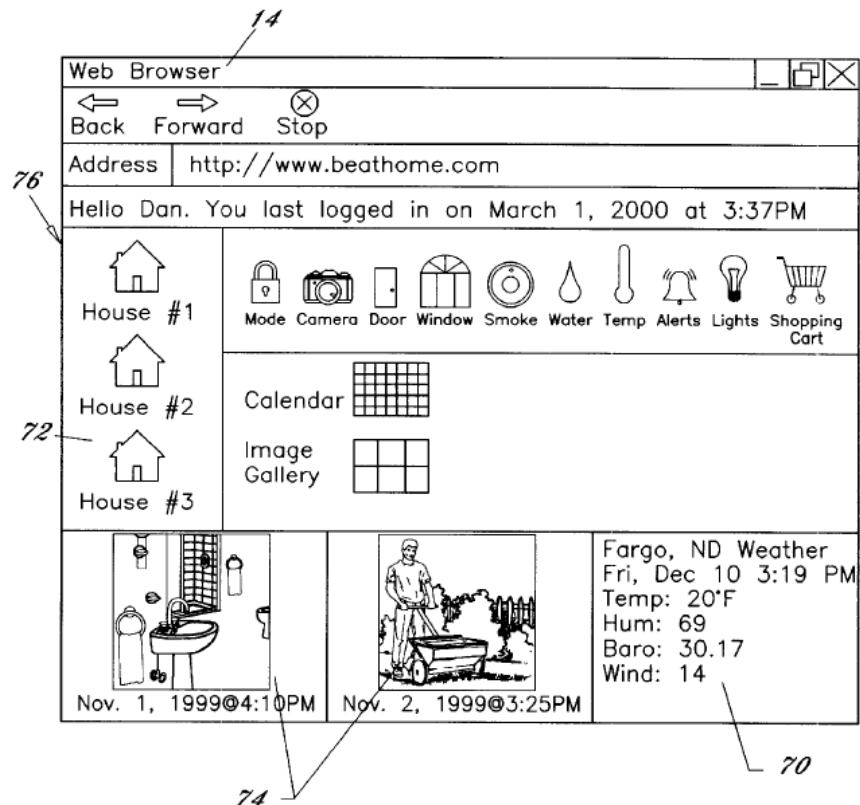 14
Web Browser
Back Forward Stop
Address http://www.beathome.com
76
Hello Dan. You last logged in on March 1, 2000 at 3:37PM
House #1
House #2
72
House #3
Mode Camera Door Window Smoke Water Temp Alerts Lights Shopping
Cart
Calendar
Image
Gallery
Nov. 1, 1999@4:10PM
Nov. 2, 1999@3:25PM
Fargo, ND Weather
Fri, Dec 10 3:19 PM
Temp: 20°F
Hum: 69
Baro: 30.17
Wind: 14
70
74